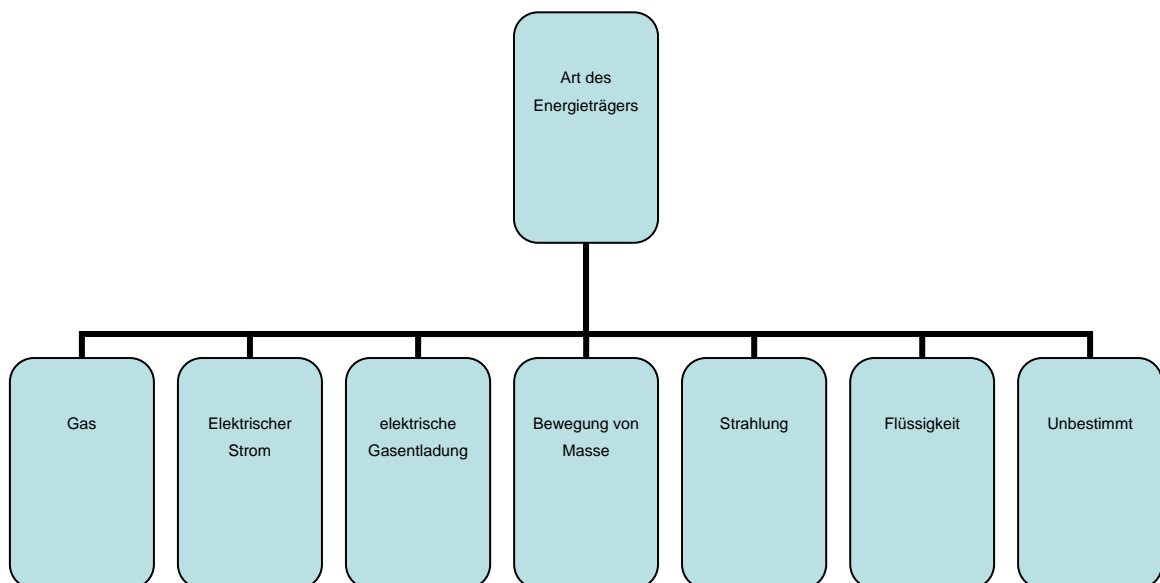 Art des
Energieträgers
Gas
Elektrischer
Strom
elektrische
Gasentladung
Bewegung von
Masse
Strahlung
Flüssigkeit
Unbestimmt